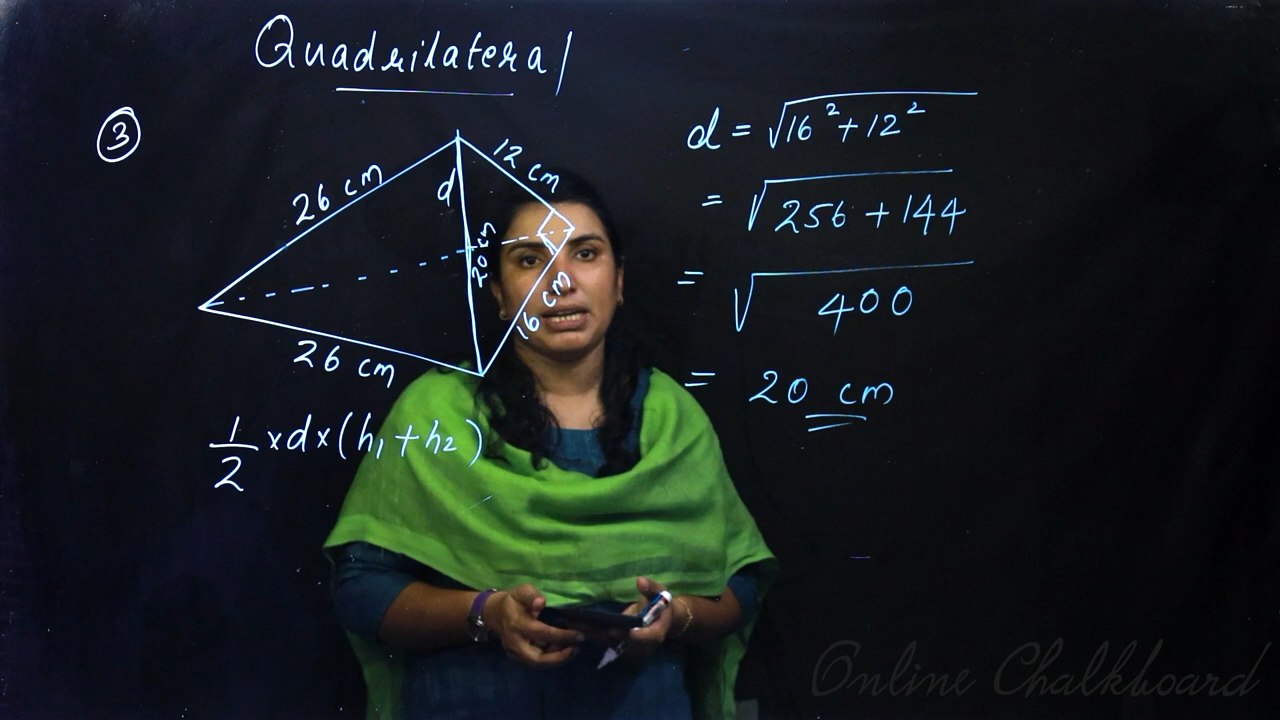 Quadrilateral
3
d = √16² + 12²
12 cm
26 cm
d
= √256 + 144
20 cm
16 cm
= √400
26 cm
= 20 cm
1/2 × d × (h₁ + h₂)
Online Chalkboard